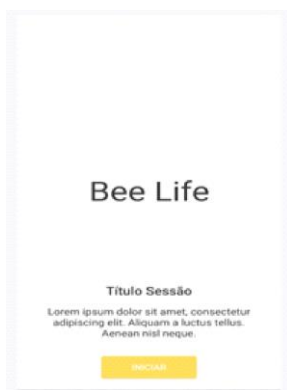 Bee Life
Título Sessão
Lorem ipsum dolor sit amet, consectetur
adipiscing elit. Aliquam a luctus tellus.
Aenean nisl neque.
INICIAR